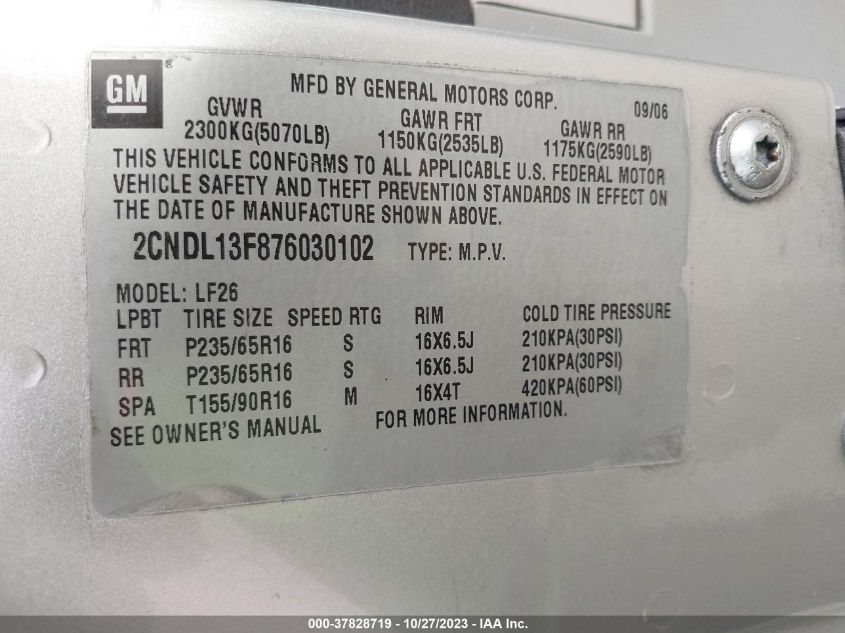 GM ®
MFD BY GENERAL MOTORS CORP. 09/06
GVWR GAWR FRT GAWR RR
2300KG(5070LB) 1150KG(2535LB) 1175KG(2590LB)
THIS VEHICLE CONFORMS TO ALL APPLICABLE U.S. FEDERAL MOTOR
VEHICLE SAFETY AND THEFT PREVENTION STANDARDS IN EFFECT ON
THE DATE OF MANUFACTURE SHOWN ABOVE.
2CNDL13F876030102 TYPE: M.P.V.
MODEL: LF26
LPBT TIRE SIZE SPEED RTG RIM COLD TIRE PRESSURE
FRT P235/65R16 S 16X6.5J 210KPA(30PSI)
RR P235/65R16 S 16X6.5J 210KPA(30PSI)
SPA T155/90R16 M 16X4T 420KPA(60PSI)
SEE OWNER'S MANUAL FOR MORE INFORMATION.
000-37828719 | 10/27/2023 | IAA Inc.